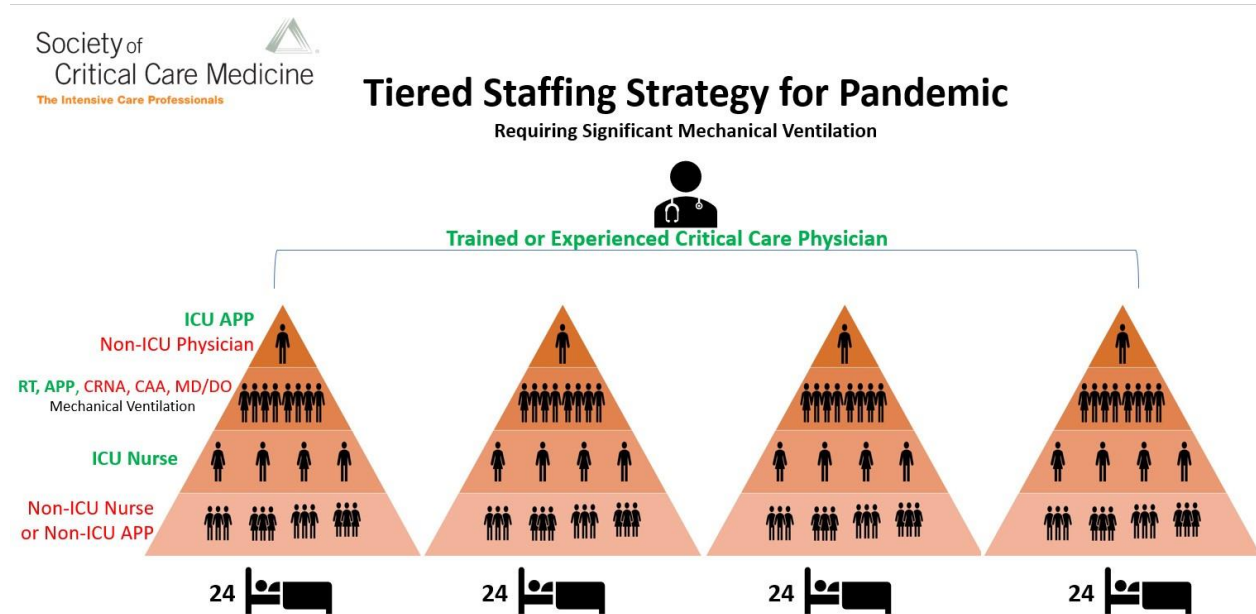 Society of
Critical Care Medicine
The Intensive Care Professionals
Tiered Staffing Strategy for Pandemic
Requiring Significant Mechanical Ventilation
Trained or Experienced Critical Care Physician
ICU APP
Non-ICU Physician
RT, APP, CRNA, CAA, MD/DO
Mechanical Ventilation
ICU Nurse
Non-ICU Nurse
or Non-ICU APP
24 24 24 24